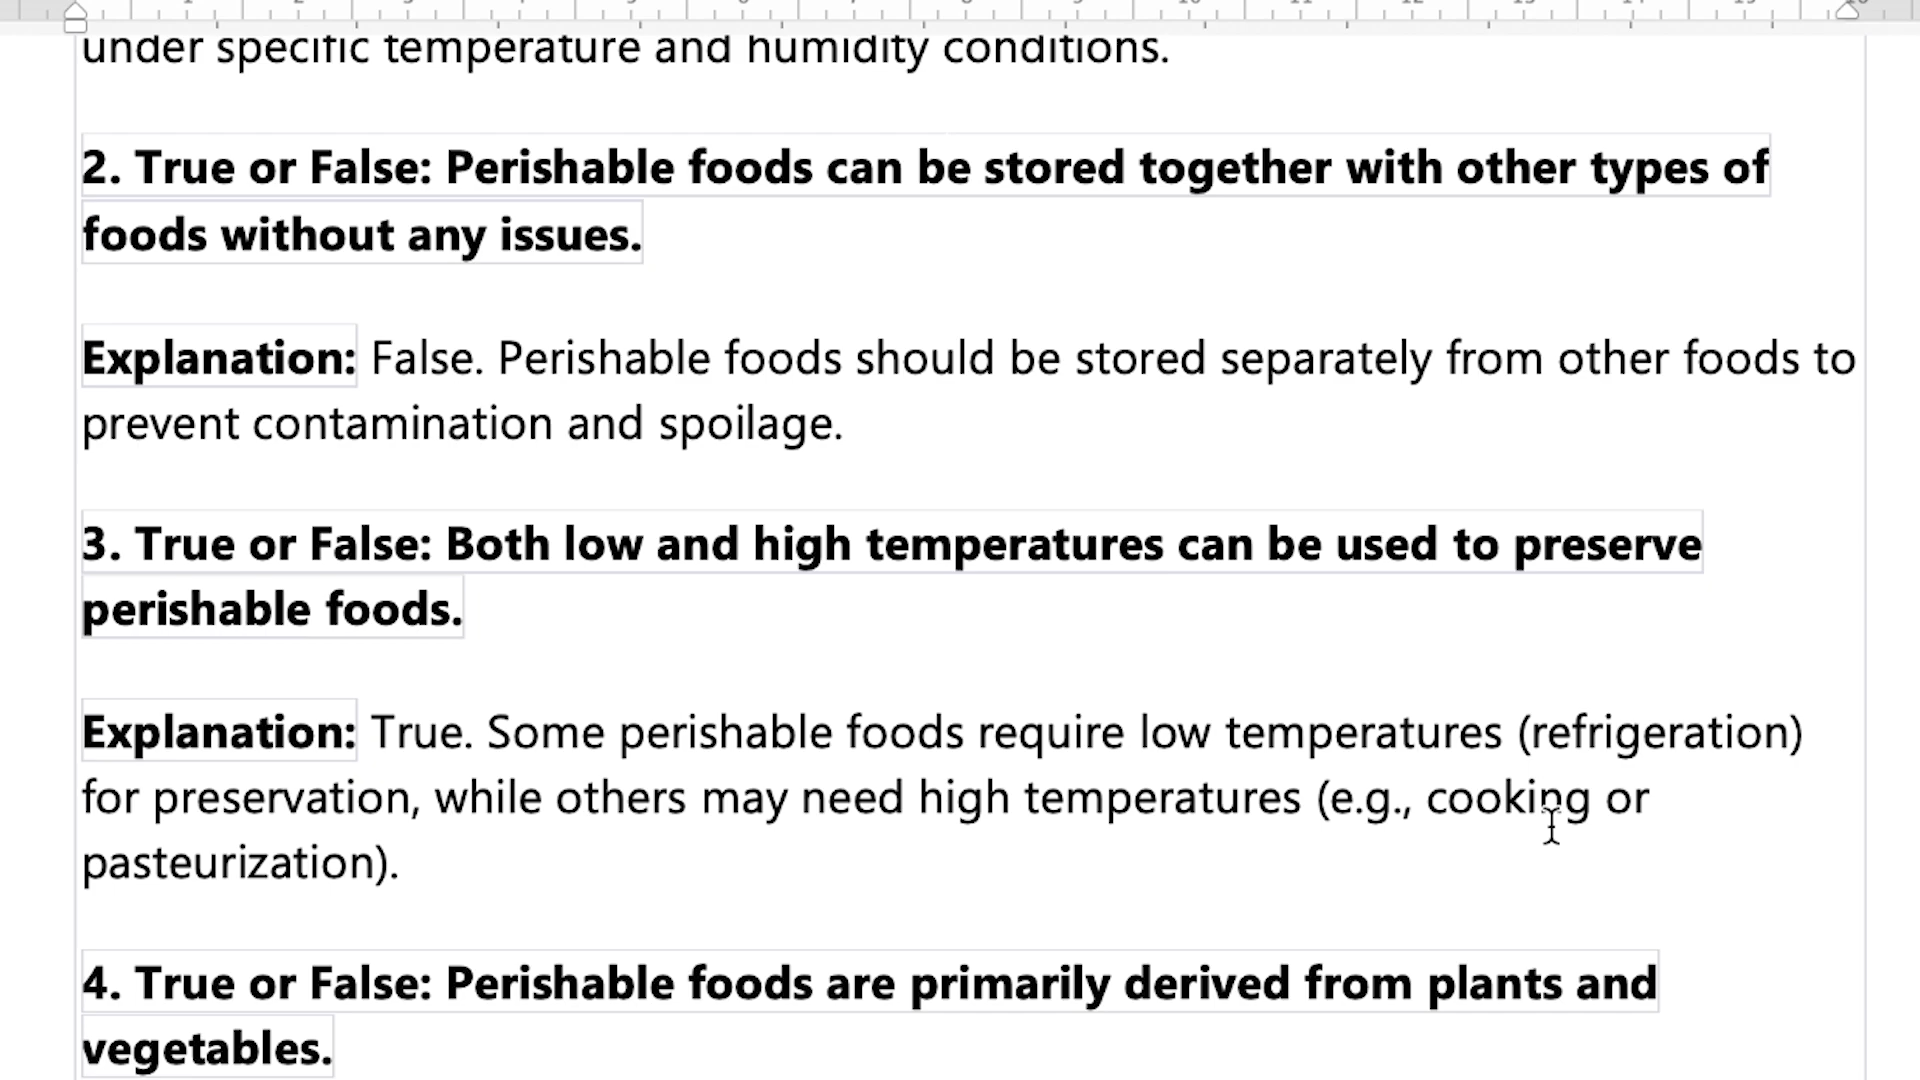 under specific temperature and humidity conditions.
2. True or False: Perishable foods can be stored together with other types of
foods without any issues.
Explanation: False. Perishable foods should be stored separately from other foods to
prevent contamination and spoilage.
3. True or False: Both low and high temperatures can be used to preserve
perishable foods.
Explanation: True. Some perishable foods require low temperatures (refrigeration)
for preservation, while others may need high temperatures (e.g., cooking or
pasteurization).
4. True or False: Perishable foods are primarily derived from plants and
vegetables.